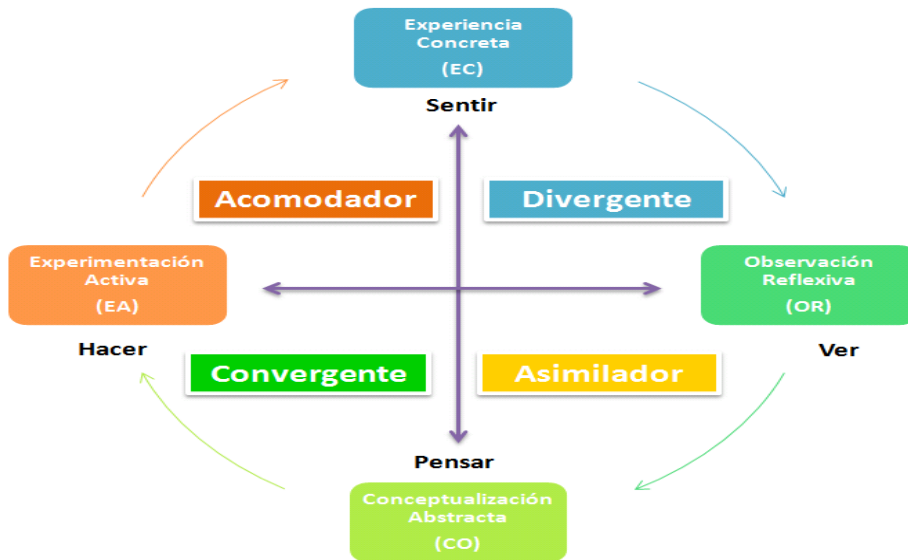 Experiencia
Concreta
(EC)
Sentir
Acomodador
Divergente
Experimentación
Activa
(EA)
Hacer
Observación
Reflexiva
(OR)
Ver
Convergente
Asimilador
Pensar
Conceptualización
Abstracta
(CO)